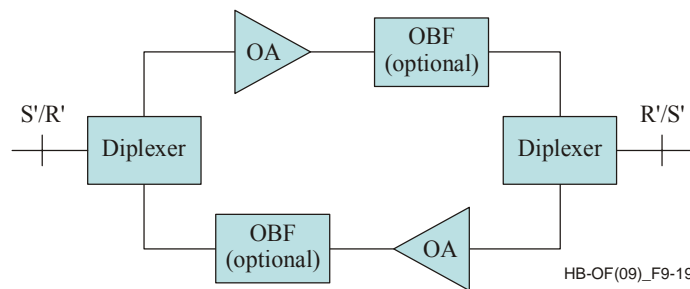 OA
OBF
(optional)
S'/R'
R'/S'
Diplexer
Diplexer
OBF
(optional)
OA
HB-OF(09)_F9-19